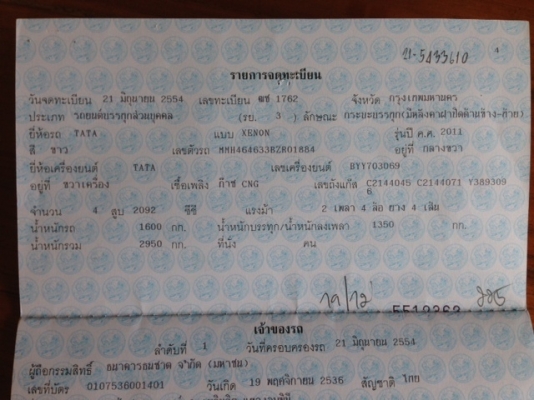 21-5433610
รายการจดทะเบียน
วันจดทะเบียน 21 มิถุนายน 2554 เลขทะเบียน ฒช 1762 จังหวัด กรุงเทพมหานคร
ประเภท รถยนต์บรรทุกส่วนบุคคล (รย. 3 ) ลักษณะ กระบะบรรทุก(มีหลังคาฝาปิดด้านข้าง-ท้าย)
ยี่ห้อรถ TATA แบบ XENON รุ่นปี ค.ศ. 2011
สี ขาว เลขตัวรถ MMH464633BZR01884 อยู่ที่ กลางขวา
ยี่ห้อเครื่องยนต์ TATA เลขเครื่องยนต์ BYY703069
อยู่ที่ ขวาเครื่อง เชื้อเพลิง ก๊าซ CNG เลขถังแก๊ส C2144045 C2144071 Y389309
6
จำนวน 4 สูบ 2092 ซีซี แรงม้า 2 เพลา 4 ล้อ ยาง 4 เส้น
น้ำหนักรถ 1600 กก. น้ำหนักบรรทุก/น้ำหนักลงเพลา 1350 กก.
น้ำหนักรวม 2950 กก. ที่นั่ง คน
19/12
เจ้าของรถ
ลำดับที่ 1 วันที่ครอบครองรถ 21 มิถุนายน 2554
ผู้ถือกรรมสิทธิ์ ธนาคารธนชาต จำกัด (มหาชน)
เลขที่บัตร 0107536001401 วันเกิด 19 พฤศจิกายน 2536 สัญชาติ ไทย